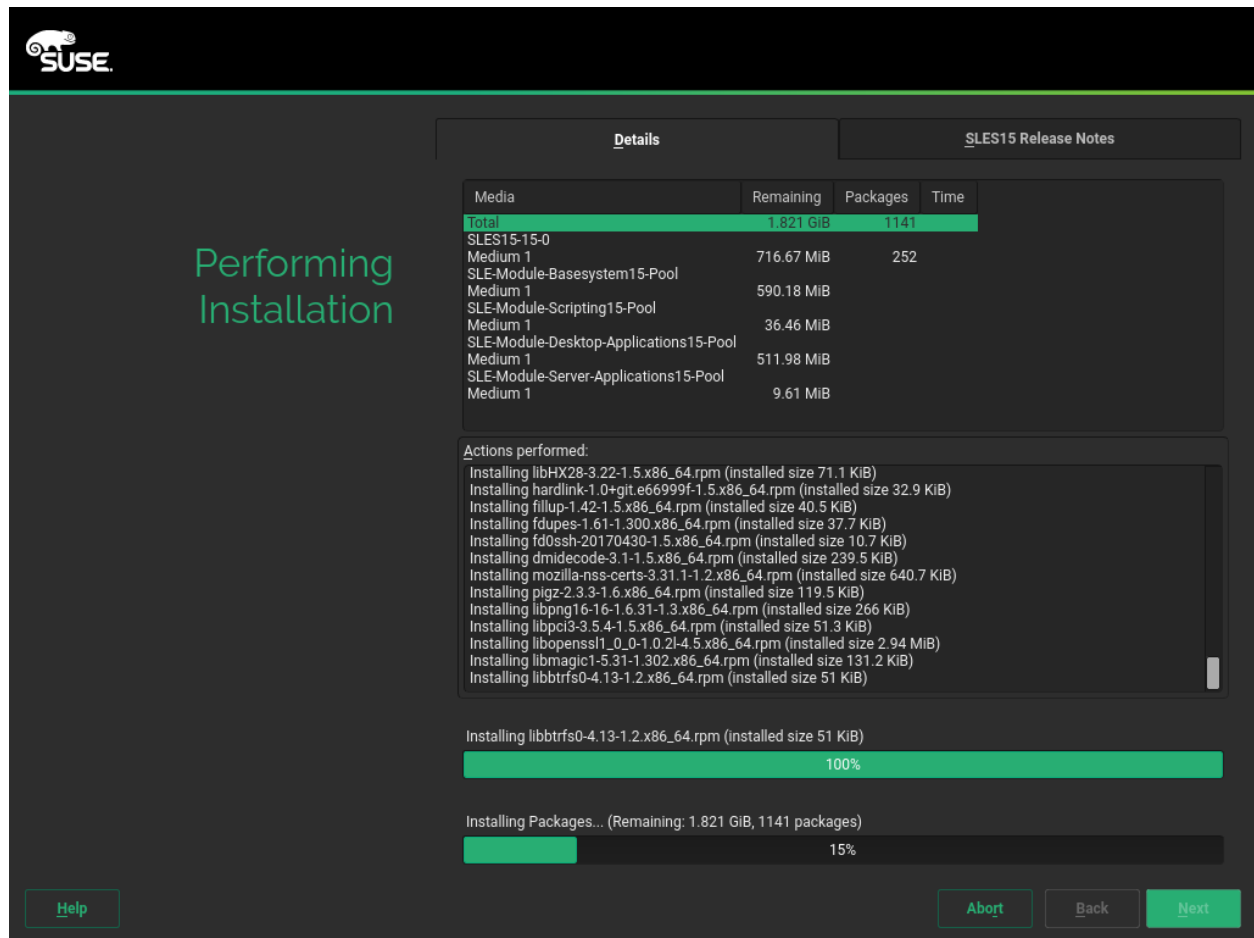 SUSE.
Details
SLES15 Release Notes
Performing
Installation
Media Remaining Packages Time
Total 1.821 GiB 1141
SLES15-15-0
Medium 1 716.67 MiB 252
SLE-Module-Basesystem15-Pool
Medium 1 590.18 MiB
SLE-Module-Scripting15-Pool
Medium 1 36.46 MiB
SLE-Module-Desktop-Applications15-Pool
Medium 1 511.98 MiB
SLE-Module-Server-Applications15-Pool
Medium 1 9.61 MiB
Actions performed:
Installing libHX28-3.22-1.5.x86_64.rpm (installed size 71.1 KiB)
Installing hardlink-1.0+git.e66999f-1.5.x86_64.rpm (installed size 32.9 KiB)
Installing fillup-1.42-1.5.x86_64.rpm (installed size 40.5 KiB)
Installing fdupes-1.61-1.300.x86_64.rpm (installed size 37.7 KiB)
Installing fd0ssh-20170430-1.5.x86_64.rpm (installed size 10.7 KiB)
Installing dmidecode-3.1-1.5.x86_64.rpm (installed size 239.5 KiB)
Installing mozilla-nss-certs-3.31.1-1.2.x86_64.rpm (installed size 640.7 KiB)
Installing pigz-2.3.3-1.6.x86_64.rpm (installed size 119.5 KiB)
Installing libpng16-16-1.6.31-1.3.x86_64.rpm (installed size 266 KiB)
Installing libpci3-3.5.4-1.5.x86_64.rpm (installed size 51.3 KiB)
Installing libopenssl1_0_0-1.0.2l-4.5.x86_64.rpm (installed size 2.94 MiB)
Installing libmagic1-5.31-1.302.x86_64.rpm (installed size 131.2 KiB)
Installing libbtrfs0-4.13-1.2.x86_64.rpm (installed size 51 KiB)
Installing libbtrfs0-4.13-1.2.x86_64.rpm (installed size 51 KiB)
100%
Installing Packages... (Remaining: 1.821 GiB, 1141 packages)
15%
Help
Abort
Back
Next